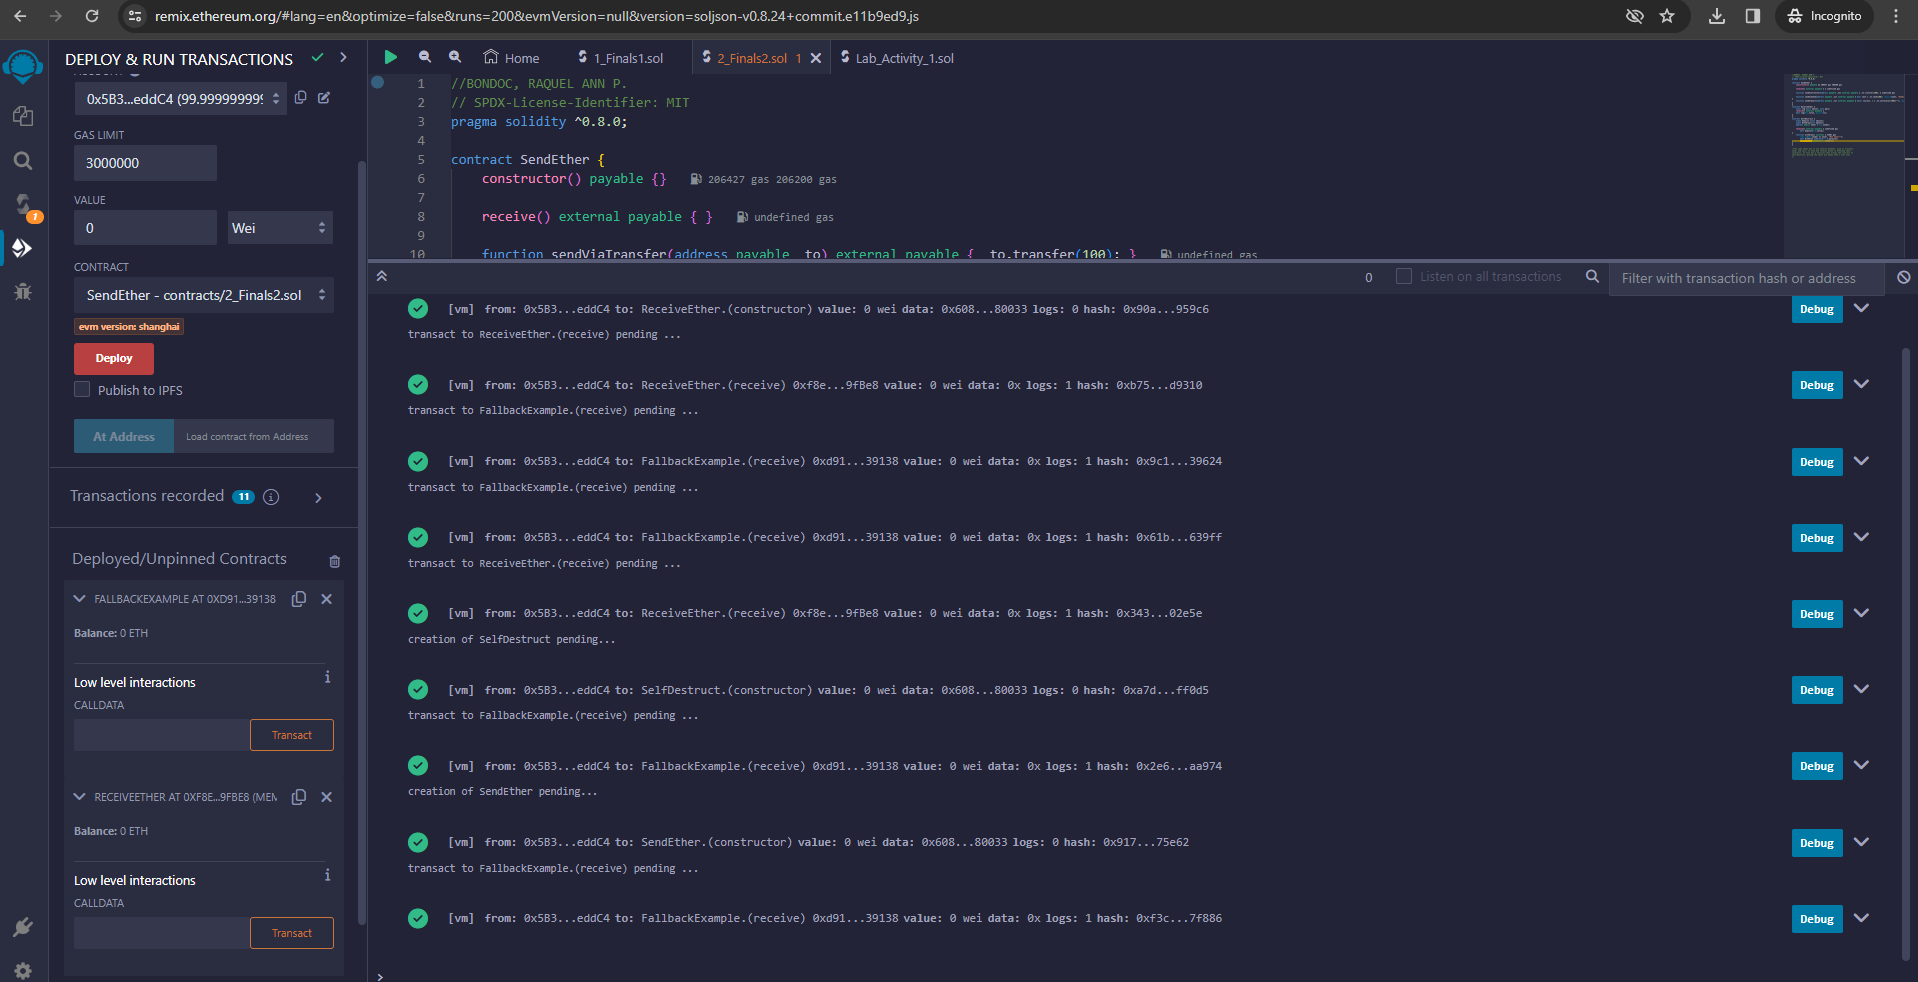 remix.ethereum.org/#lang=en&optimize=false&runs=200&evmVersion=null&version=soljson-v0.8.24+commit.e11b9ed9.js
Incognito
DEPLOY & RUN TRANSACTIONS
0x5B3...eddC4 (99.9999999999
GAS LIMIT
3000000
VALUE
0
Wei
CONTRACT
SendEther - contracts/2_Finals2.sol
evm version: shanghai
Deploy
Publish to IPFS
At Address
Load contract from Address
Transactions recorded 11
Deployed/Unpinned Contracts
FALLBACKEXAMPLE AT 0XD91...39138
Balance: 0 ETH
Low level interactions
CALLDATA
Transact
RECEIVEETHER AT 0XF8E...9FBE8 (MEM
Balance: 0 ETH
Low level interactions
CALLDATA
Transact
1
Home
1_Finals1.sol
2_Finals2.sol 1
Lab_Activity_1.sol
1 //BONDOC, RAQUEL ANN P.
2 // SPDX-License-Identifier: MIT
3 pragma solidity ^0.8.0;
4
5 contract SendEther {
6 constructor() payable {} 206427 gas 206200 gas
7
8 receive() external payable { } undefined gas
9
10 function sendViaTransfer(address payable _to) external payable { _to.transfer(100); } undefined gas
0
Listen on all transactions
Filter with transaction hash or address
[vm] from: 0x5B3...eddC4 to: ReceiveEther.(constructor) value: 0 wei data: 0x608...80033 logs: 0 hash: 0x90a...959c6
Debug
transact to ReceiveEther.(receive) pending ...
[vm] from: 0x5B3...eddC4 to: ReceiveEther.(receive) 0xf8e...9fBe8 value: 0 wei data: 0x logs: 1 hash: 0xb75...d9310
Debug
transact to FallbackExample.(receive) pending ...
[vm] from: 0x5B3...eddC4 to: FallbackExample.(receive) 0xd91...39138 value: 0 wei data: 0x logs: 1 hash: 0x9c1...39624
Debug
transact to FallbackExample.(receive) pending ...
[vm] from: 0x5B3...eddC4 to: FallbackExample.(receive) 0xd91...39138 value: 0 wei data: 0x logs: 1 hash: 0x61b...639ff
Debug
transact to ReceiveEther.(receive) pending ...
[vm] from: 0x5B3...eddC4 to: ReceiveEther.(receive) 0xf8e...9fBe8 value: 0 wei data: 0x logs: 1 hash: 0x343...02e5e
Debug
creation of SelfDestruct pending...
[vm] from: 0x5B3...eddC4 to: SelfDestruct.(constructor) value: 0 wei data: 0x608...80033 logs: 0 hash: 0xa7d...ff0d5
Debug
transact to FallbackExample.(receive) pending ...
[vm] from: 0x5B3...eddC4 to: FallbackExample.(receive) 0xd91...39138 value: 0 wei data: 0x logs: 1 hash: 0x2e6...aa974
Debug
creation of SendEther pending...
[vm] from: 0x5B3...eddC4 to: SendEther.(constructor) value: 0 wei data: 0x608...80033 logs: 0 hash: 0x917...75e62
Debug
transact to FallbackExample.(receive) pending ...
[vm] from: 0x5B3...eddC4 to: FallbackExample.(receive) 0xd91...39138 value: 0 wei data: 0x logs: 1 hash: 0xf3c...7f886
Debug
>